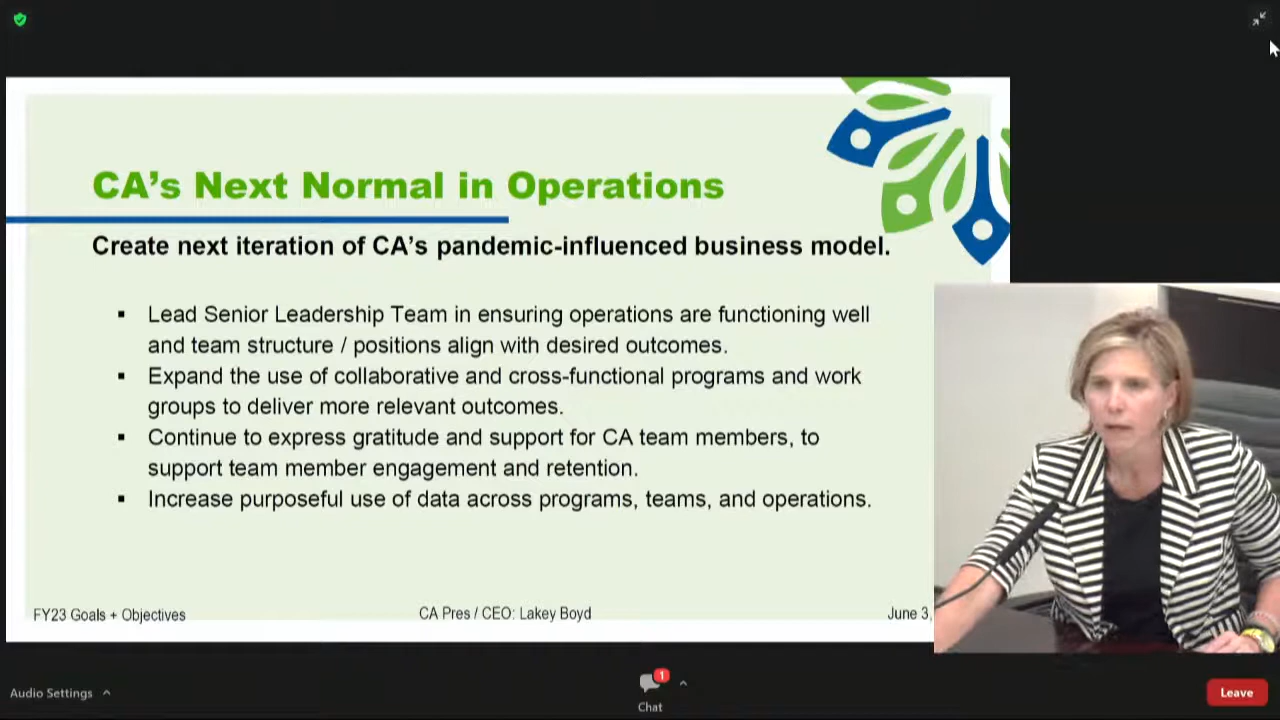 CA's Next Normal in Operations
Create next iteration of CA's pandemic-influenced business model.
▪ Lead Senior Leadership Team in ensuring operations are functioning well
and team structure / positions align with desired outcomes.
▪ Expand the use of collaborative and cross-functional programs and work
groups to deliver more relevant outcomes.
▪ Continue to express gratitude and support for CA team members, to
support team member engagement and retention.
▪ Increase purposeful use of data across programs, teams, and operations.
FY23 Goals + Objectives
CA Pres / CEO: Lakey Boyd
June 3,
Audio Settings
1
Chat
Leave